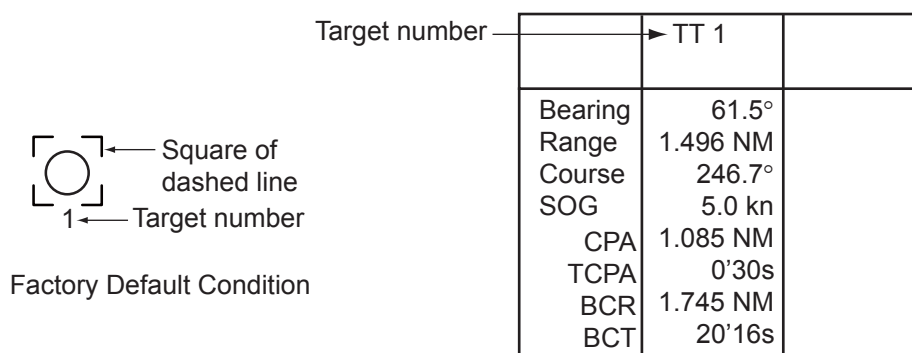 Target number
TT 1
Square of
dashed line
1
Target number
Factory Default Condition
Bearing 61.5°
Range 1.496 NM
Course 246.7°
SOG 5.0 kn
CPA 1.085 NM
TCPA 0’30s
BCR 1.745 NM
BCT 20’16s